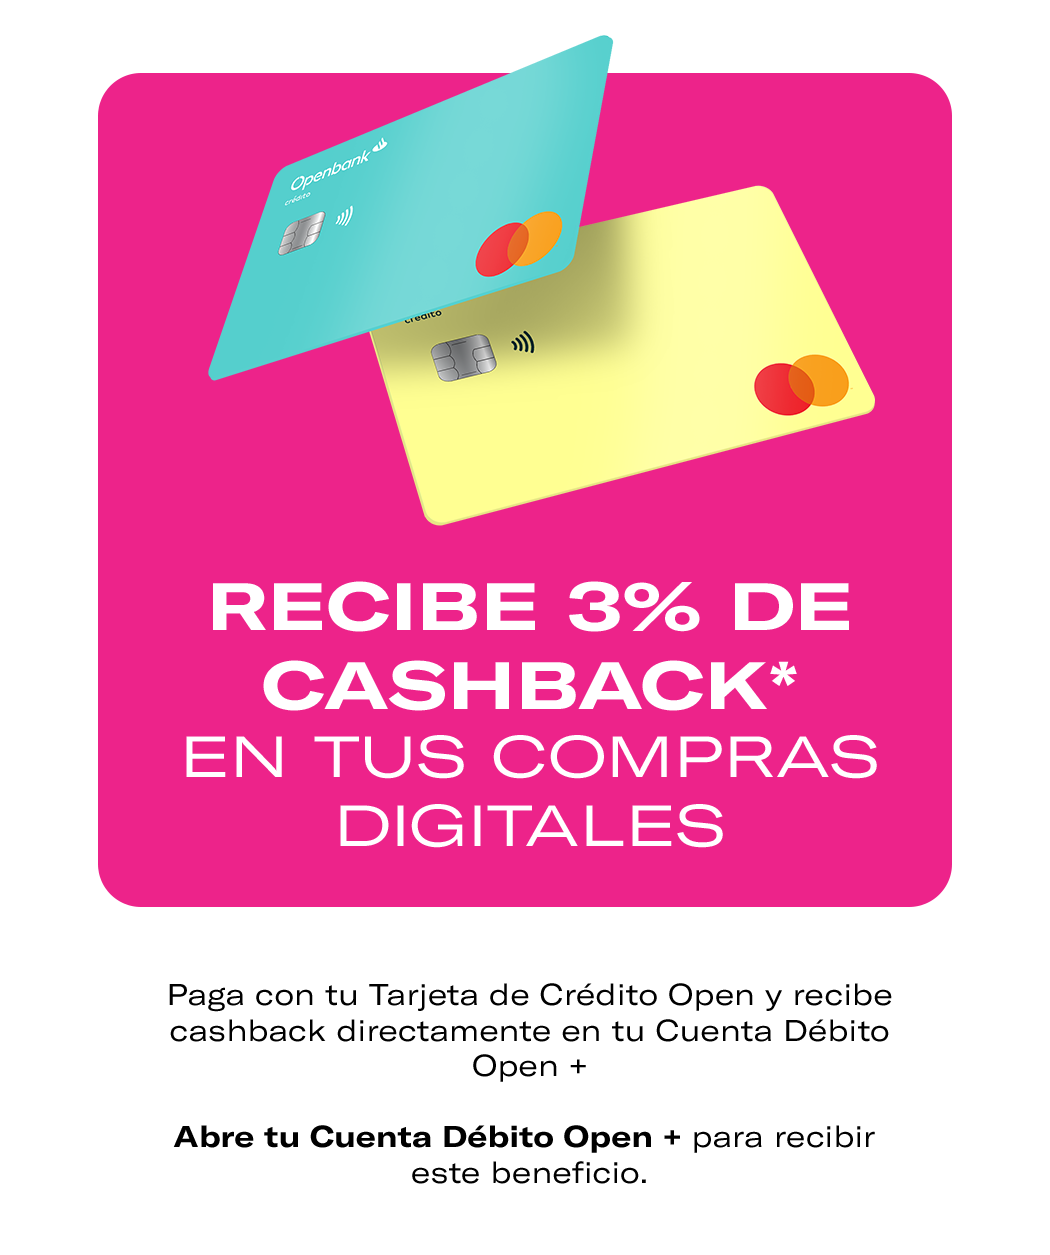 Openbank
crédito
crédito
RECIBE 3% DE
CASHBACK*
EN TUS COMPRAS
DIGITALES
Paga con tu Tarjeta de Crédito Open y recibe
cashback directamente en tu Cuenta Débito
Open +
Abre tu Cuenta Débito Open + para recibir
este beneficio.